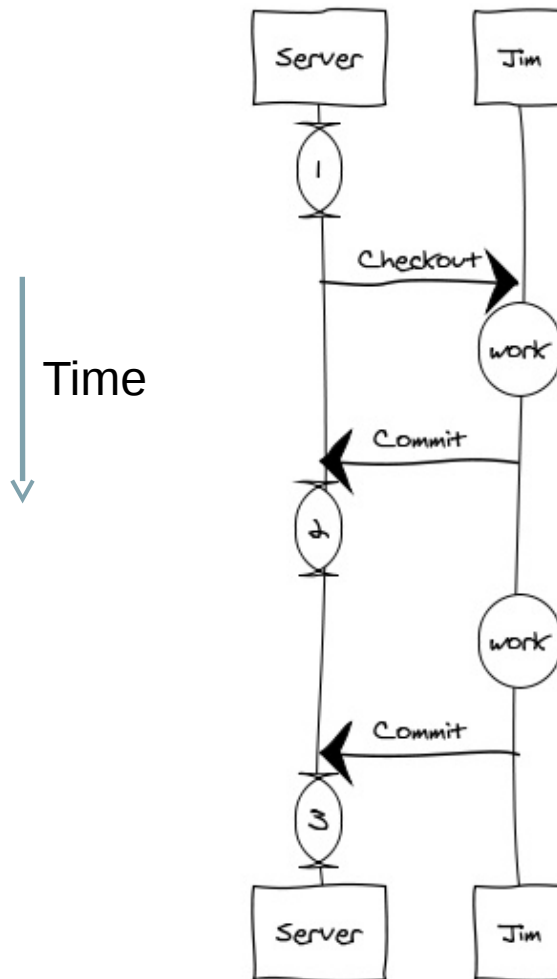 Server
Jim
1
Checkout
work
Time
Commit
2
work
Commit
3
Server
Jim